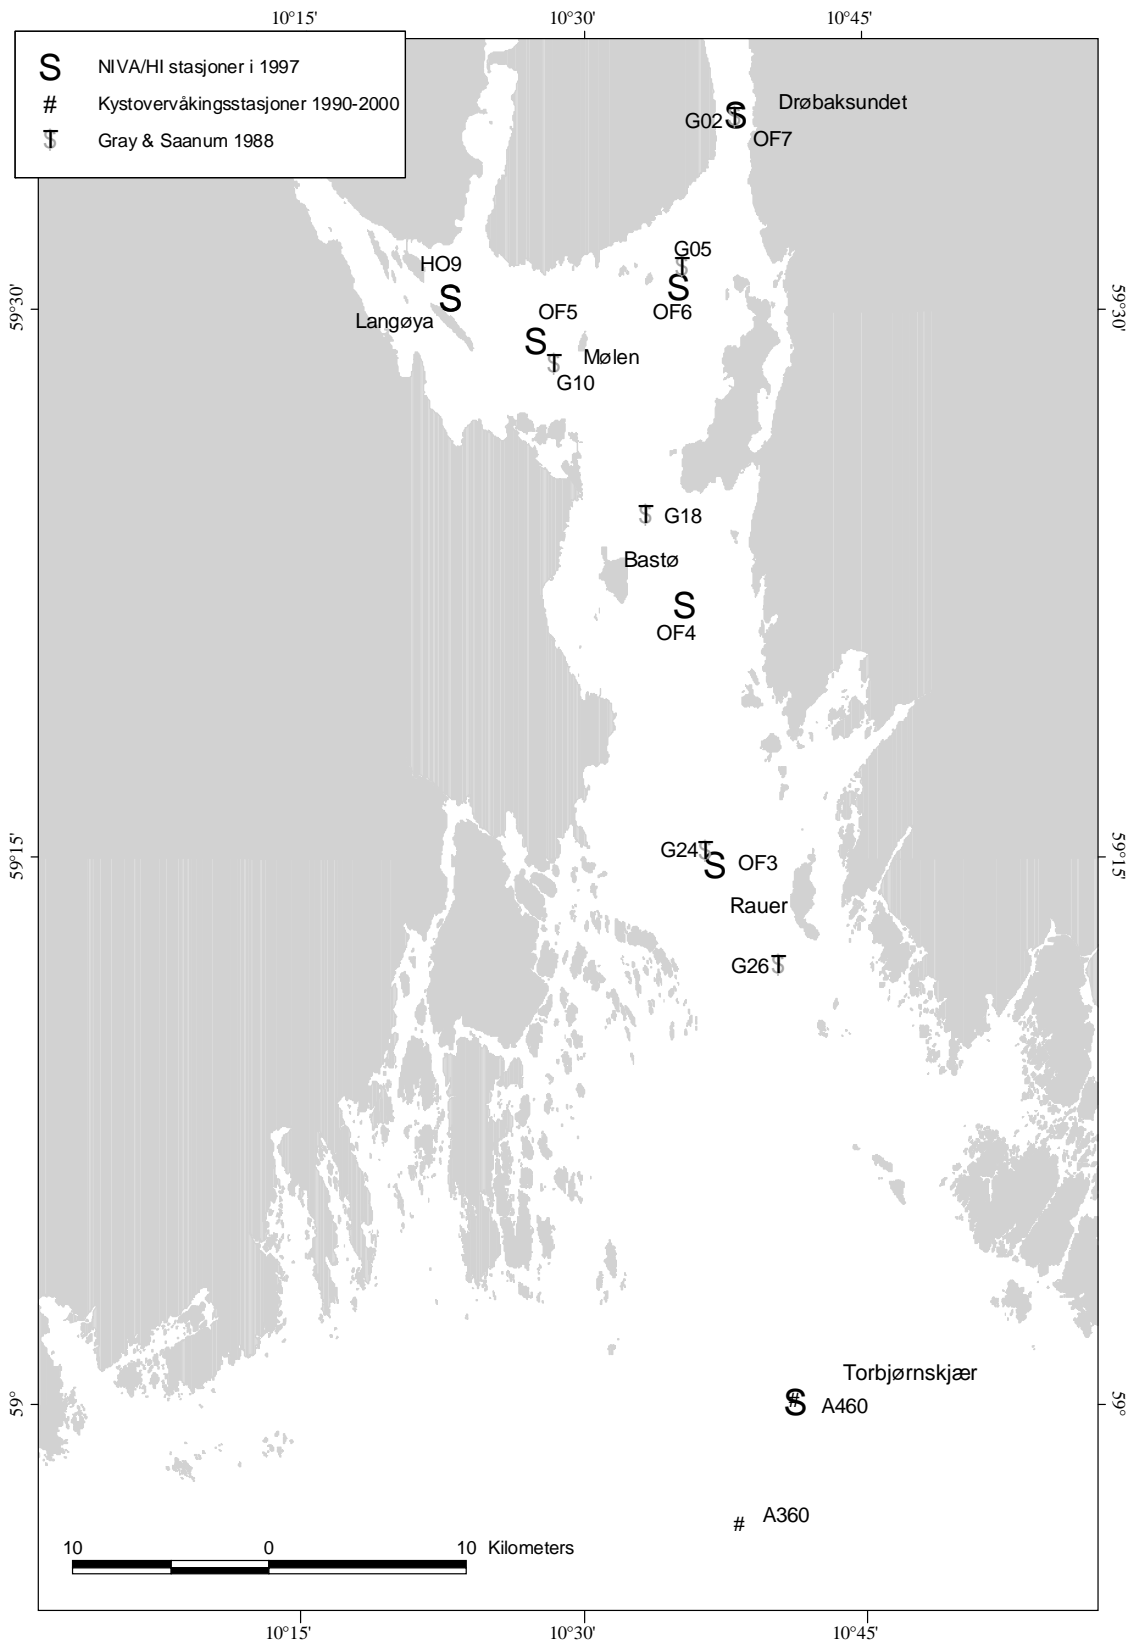 10°15'
10°30'
10°45'
S NIVA/HI stasjoner i 1997
# Kystovervåkingsstasjoner 1990-2000
Gray & Saanum 1988
Drøbaksundet
G02
S
OF7
G05
S
OF6
HO9
S
59°30'
59°30'
Langøya
OF5
S
Mølen
G10
G18
Bastø
S
OF4
59°15'
59°15'
G24
S
OF3
Rauer
G26
Torbjørnskjær
59°
59°
S
#
A460
A360
#
10
0
10 Kilometers
10°15'
10°30'
10°45'